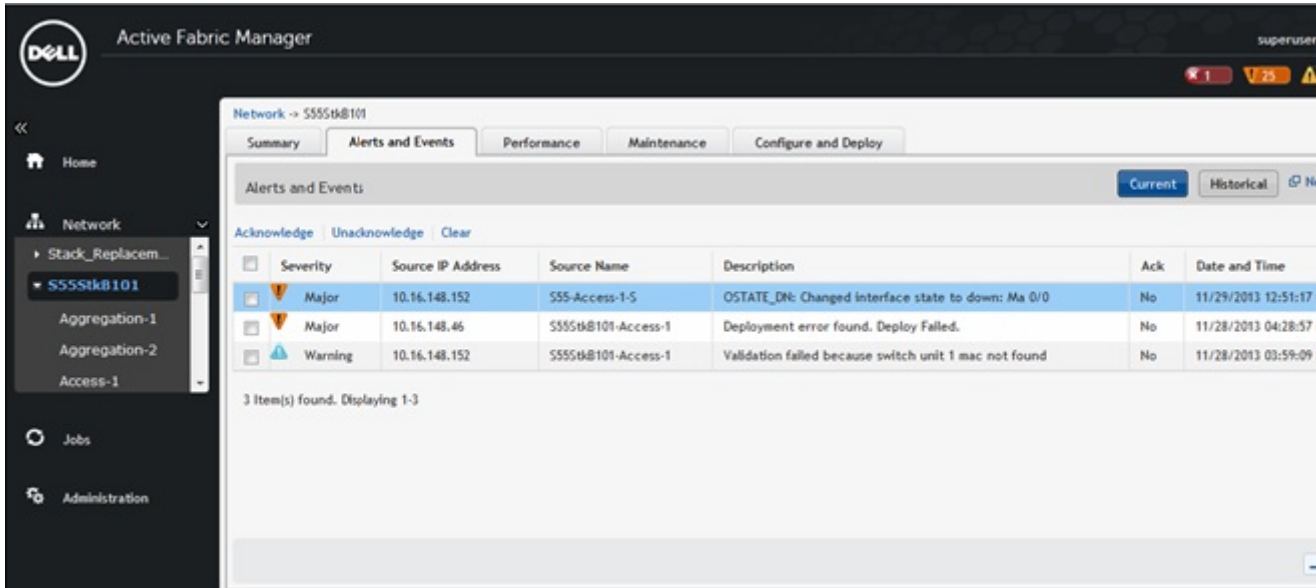 DELL
Active Fabric Manager
superuser
1 25
Network -> S55StkB101
Summary Alerts and Events Performance Maintenance Configure and Deploy
Home
Alerts and Events Current Historical
Network
Acknowledge Unacknowledge Clear
Stack_Replacem...
S55StkB101
Aggregation-1
Aggregation-2
Access-1
Severity Source IP Address Source Name Description Ack Date and Time
Major 10.16.148.152 S55-Access-1-S OSTATE_DN: Changed interface state to down: Ma 0/0 No 11/29/2013 12:51:17
Major 10.16.148.46 S55StkB101-Access-1 Deployment error found. Deploy Failed. No 11/28/2013 04:28:57
Warning 10.16.148.152 S55StkB101-Access-1 Validation failed because switch unit 1 mac not found No 11/28/2013 03:59:09
3 Item(s) found. Displaying 1-3
Jobs
Administration